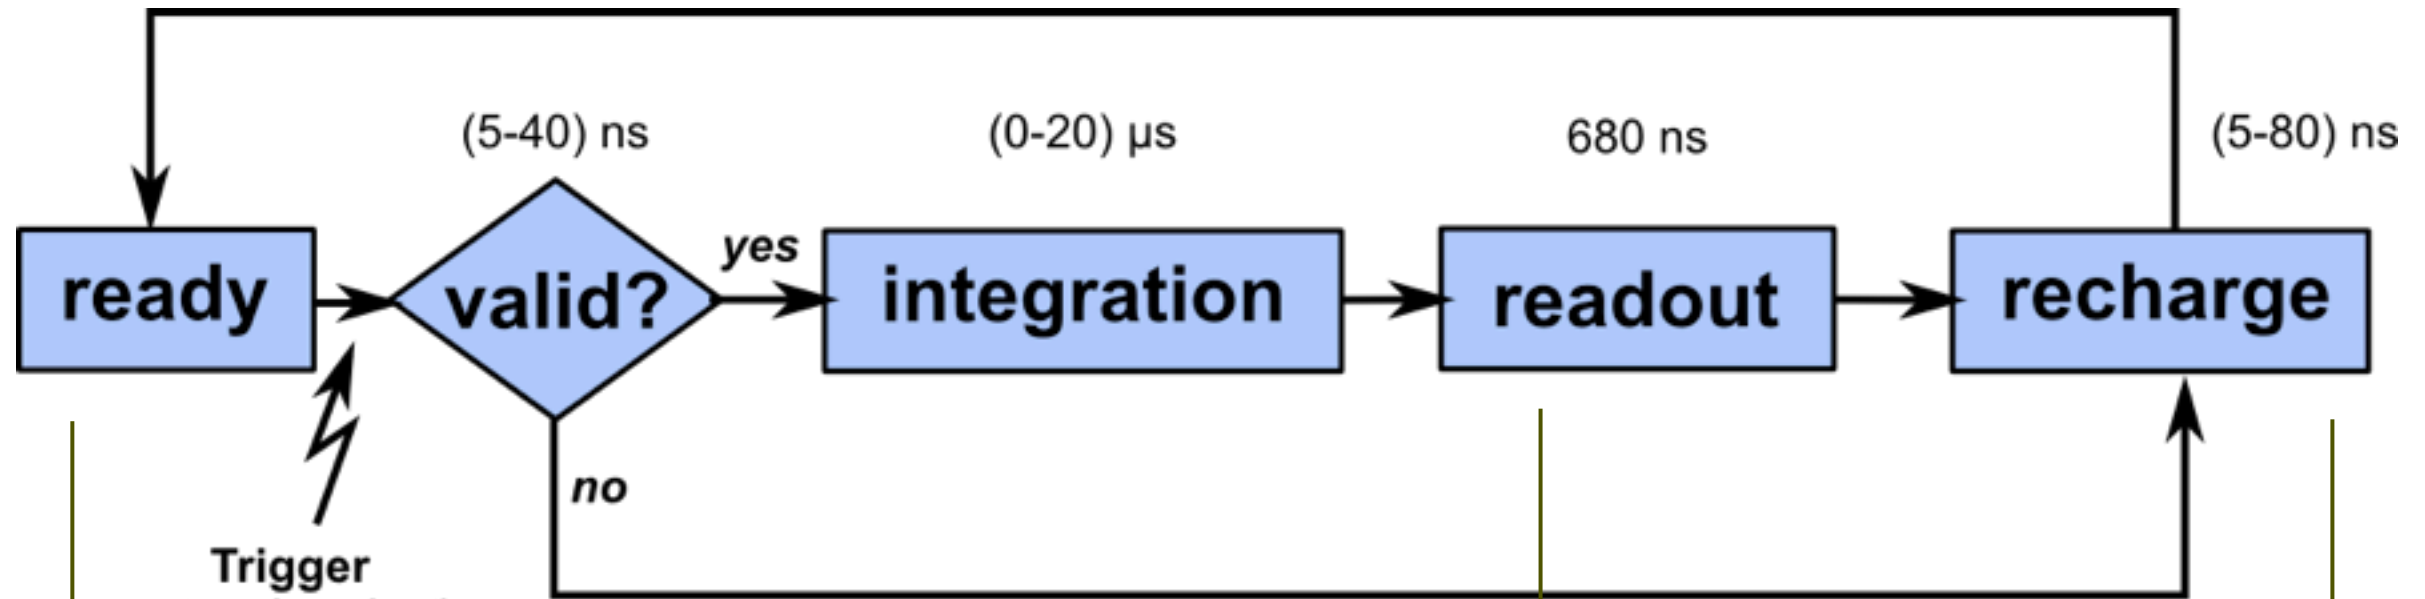 (5-40) ns
(0-20) µs
680 ns
(5-80) ns
ready
valid?
yes
integration
readout
recharge
no
Trigger